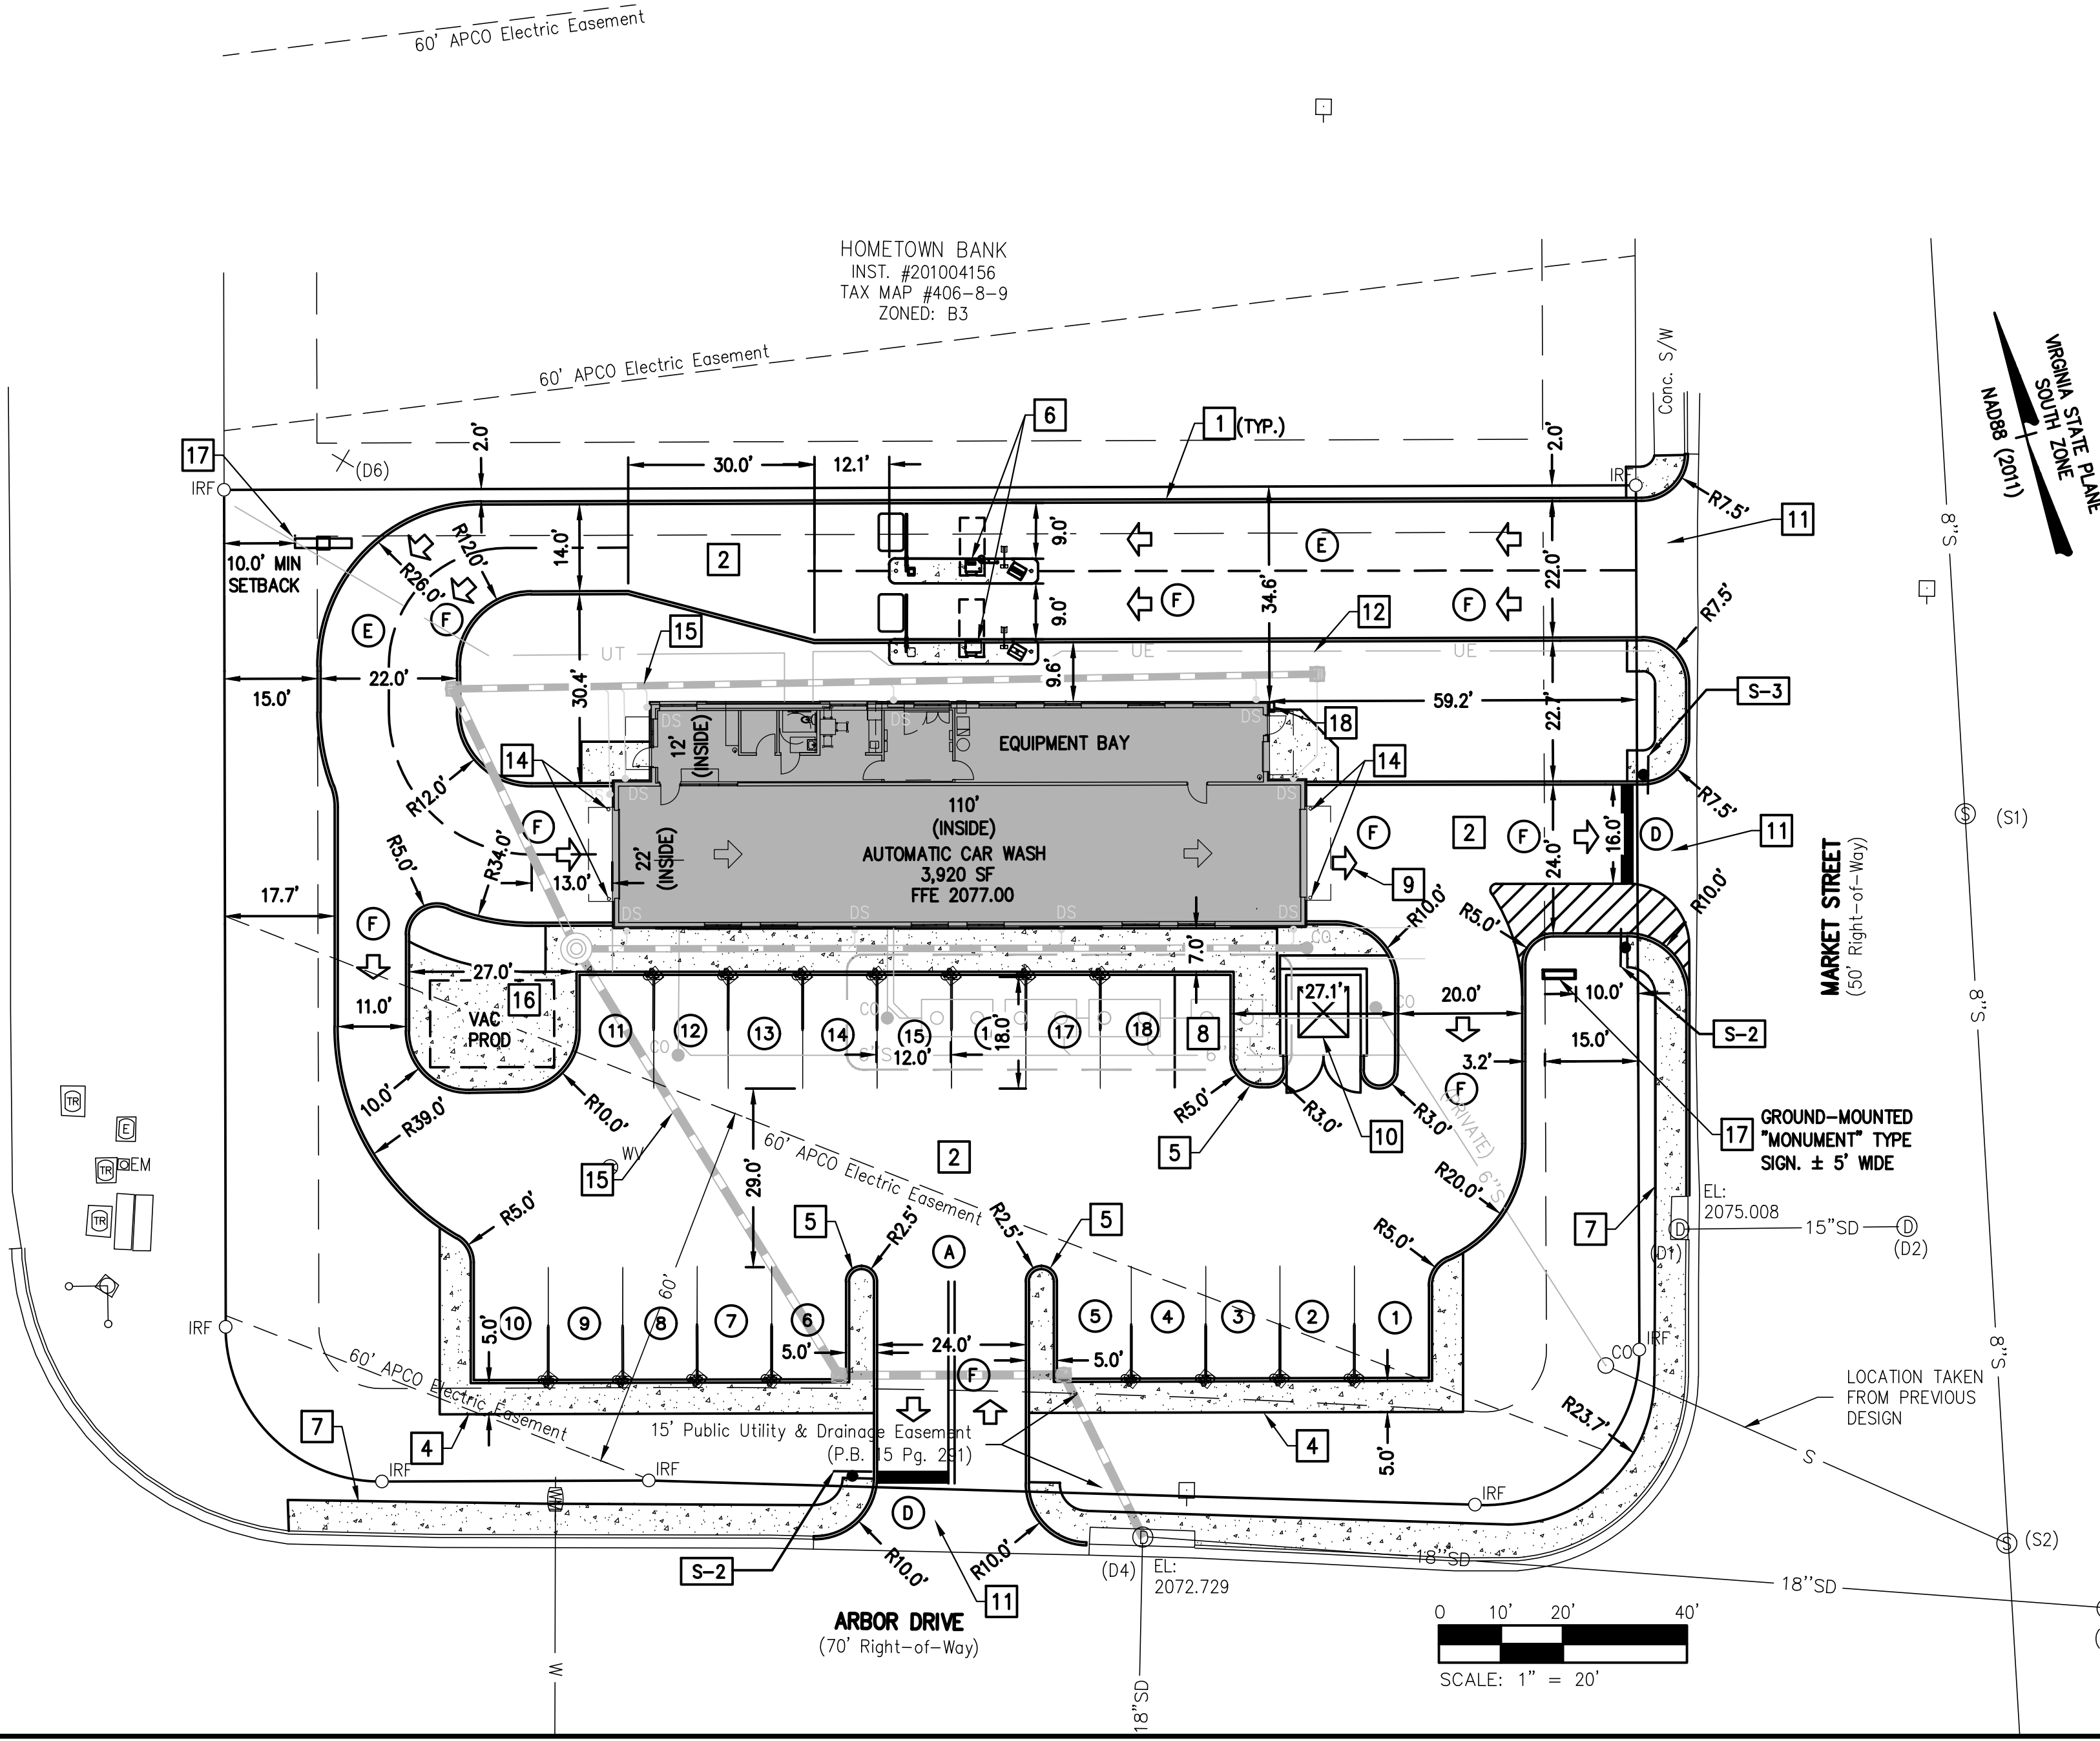 60' APCO Electric Easement
HOMETOWN BANK
INST. #201004156
TAX MAP #406-8-9
ZONED: B3
60' APCO Electric Easement
Conc. S/W
VIRGINIA STATE PLANE
SOUTH ZONE
NAD88 (2011)
6
1 (TYP.)
17
IRF
(D6)
2.0'
30.0'
12.1'
2.0'
IRF
R7.5'
11
10.0' MIN
SETBACK
R26.0'
R12.0'
14.0'
2
9.0'
E
22.0'
8"S
E
F
9.0'
F
F
34.6'
12
R7.5'
15
UT
UE
UE
15.0'
22.0'
30.4'
9.6'
59.2'
22.7'
S-3
DS
DS
DS
18
12'
(INSIDE)
EQUIPMENT BAY
14
14
R12.0'
DS
DS
DS
R7.5'
110'
(INSIDE)
AUTOMATIC CAR WASH
3,920 SF
FFE 2077.00
22'
(INSIDE)
F
13.0'
F
2
F
16.0'
24.0'
D
11
S
(S1)
9
R5.0'
R34.0'
17.7'
F
DS
DS
DS
DS
R10.0'
R5.0'
R10.0'
MARKET STREET
(50' Right-of-Way)
CO
27.0'
16
VAC
PROD
11.0'
7.0'
27.1'
CO
20.0'
10.0'
8"S
11
12
13
14
15
17
18
8
12.0'
18.0'
CO
S-2
3.2'
15.0'
F
10.0'
R39.0'
R10.0'
R5.0'
R3.0'
R3.0'
5
10
(PRIVATE)
6"S
17
GROUND-MOUNTED
"MONUMENT" TYPE
SIGN. ± 5' WIDE
TR
E
TR
EM
TR
WV
15
60' APCO Electric Easement
2
29.0'
60'
R20.0'
EL:
2075.008
7
D
(D1)
15"SD
D
(D2)
R5.0'
5
R2.5'
R2.5'
5
A
R5.0'
10
9
8
7
6
5
4
3
2
1
5.0'
5.0'
24.0'
5.0'
F
IRF
CO
IRF
8"S
60' APCO Electric Easement
LOCATION TAKEN
FROM PREVIOUS
DESIGN
R23.7'
7
4
15' Public Utility & Drainage Easement
(P.B. 15 Pg. 291)
4
5.0'
S
IRF
IRF
IRF
D
S-2
R10.0'
R10.0'
11
D
(D4)
EL:
2072.729
18"SD
18"SD
S
(S2)
ARBOR DRIVE
(70' Right-of-Way)
W
18"SD
0
10'
20'
40'
SCALE: 1" = 20'